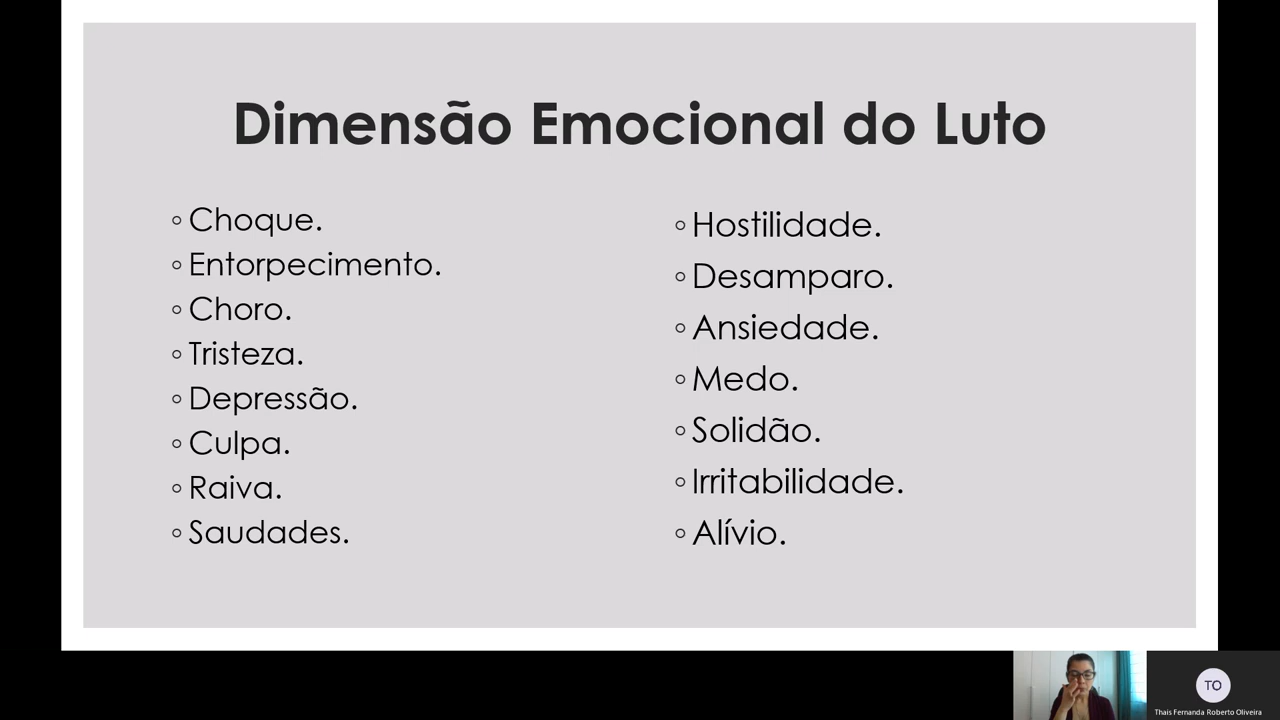 Dimensão Emocional do Luto
◦ Choque.
◦ Entorpecimento.
◦ Choro.
◦ Tristeza.
◦ Depressão.
◦ Culpa.
◦ Raiva.
◦ Saudades.
◦ Hostilidade.
◦ Desamparo.
◦ Ansiedade.
◦ Medo.
◦ Solidão.
◦ Irritabilidade.
◦ Alívio.
TO
Thais Fernanda Roberto Oliveira